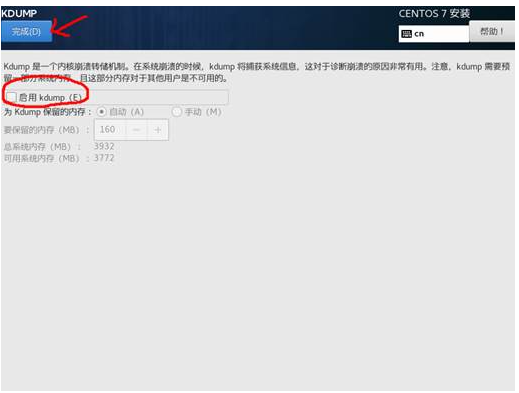 KDUMP
CENTOS 7 安装
完成(D)
cn
帮助！
Kdump 是一个内核崩溃转储机制。在系统崩溃的时候，kdump 将捕获系统信息，这对于诊断崩溃的原因非常有用。注意，kdump 需要预
留一部分系统内存，且这部分内存对于其他用户是不可用的。
启用 kdump（E）
为 Kdump 保留的内存： 自动（A） 手动（M）
要保留的内存（MB）： 160 − +
总系统内存（MB）： 3932
可用系统内存（MB）： 3772